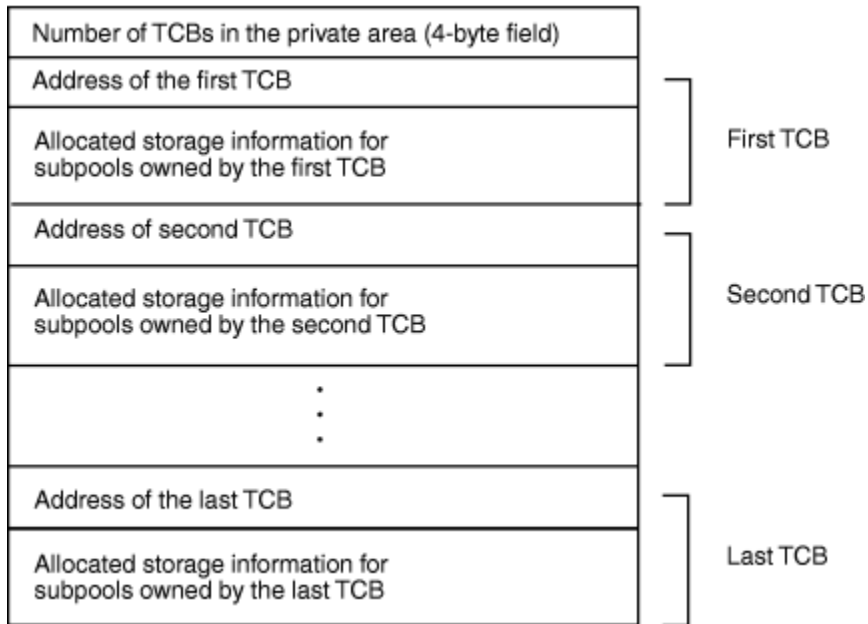 Number of TCBs in the private area (4-byte field)
Address of the first TCB
Allocated storage information for
subpools owned by the first TCB
First TCB
Address of second TCB
Allocated storage information for
subpools owned by the second TCB
Second TCB
Address of the last TCB
Allocated storage information for
subpools owned by the last TCB
Last TCB